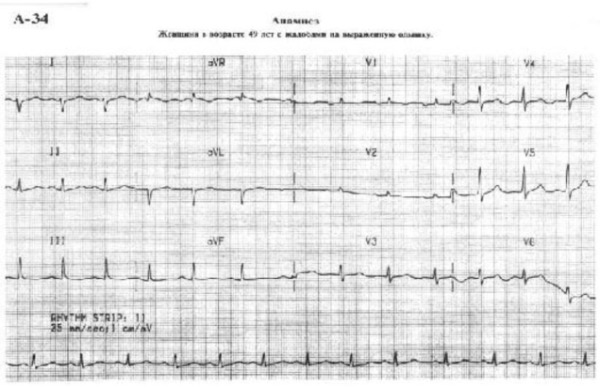 А-34
Анамнез
Женщина в возрасте 49 лет с жалобами на выраженную одышку.
I aVR V1 V4
II aVL V2 V5
III aVF V3 V6
RHYTHM STRIP: II
25 mm/sec; 1 cm/mV